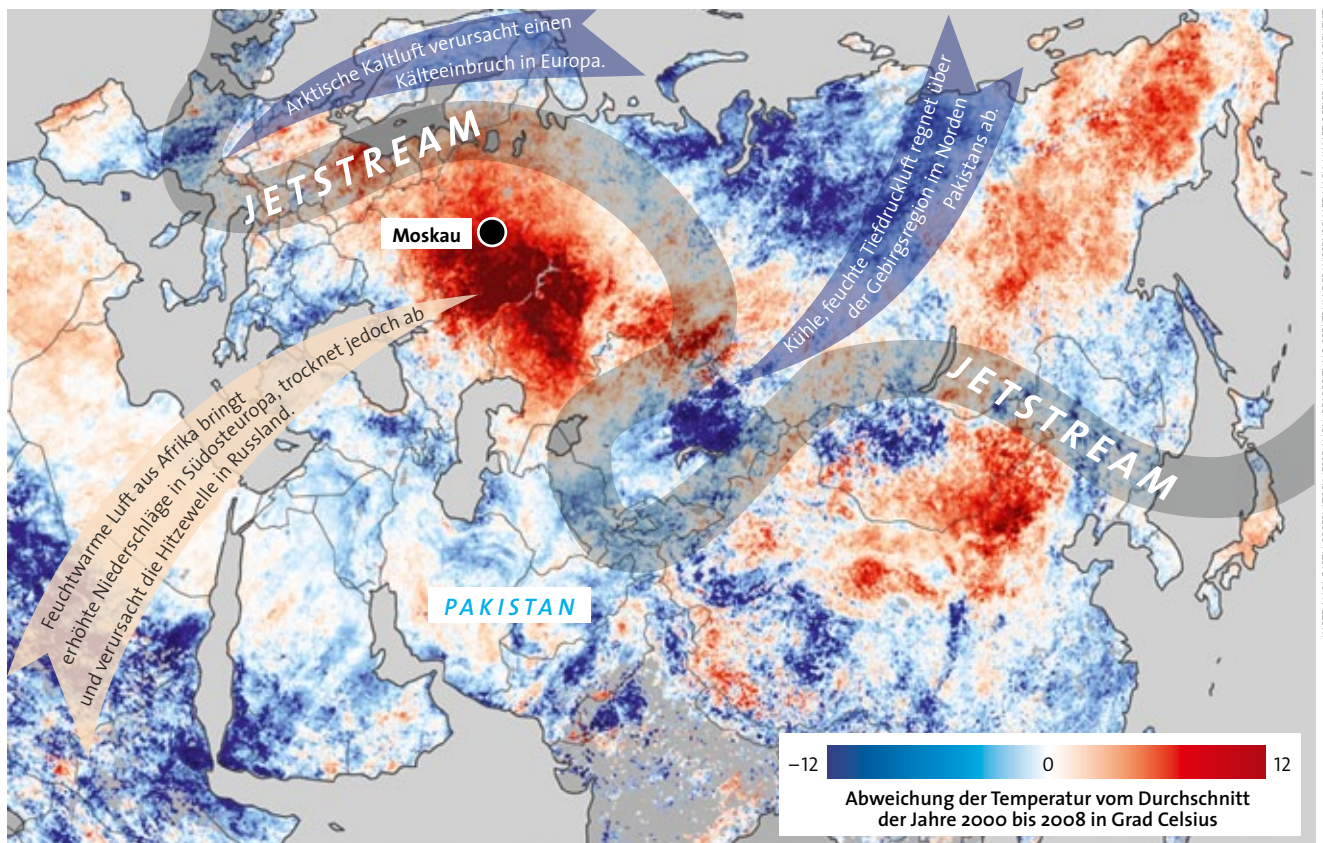 Arktische Kaltluft verursacht einen
Kälteeinbruch in Europa.
JETSTREAM
Moskau
Kühle, feuchte Tiefdruckluft regnet über
der Gebirgsregion im Norden
Pakistans ab.
JETSTREAM
Feuchtwarme Luft aus Afrika bringt
erhöhte Niederschläge in Südosteuropa, trocknet jedoch ab
und verursacht die Hitzewelle in Russland.
PAKISTAN
–12 0 12
Abweichung der Temperatur vom Durchschnitt
der Jahre 2000 bis 2008 in Grad Celsius